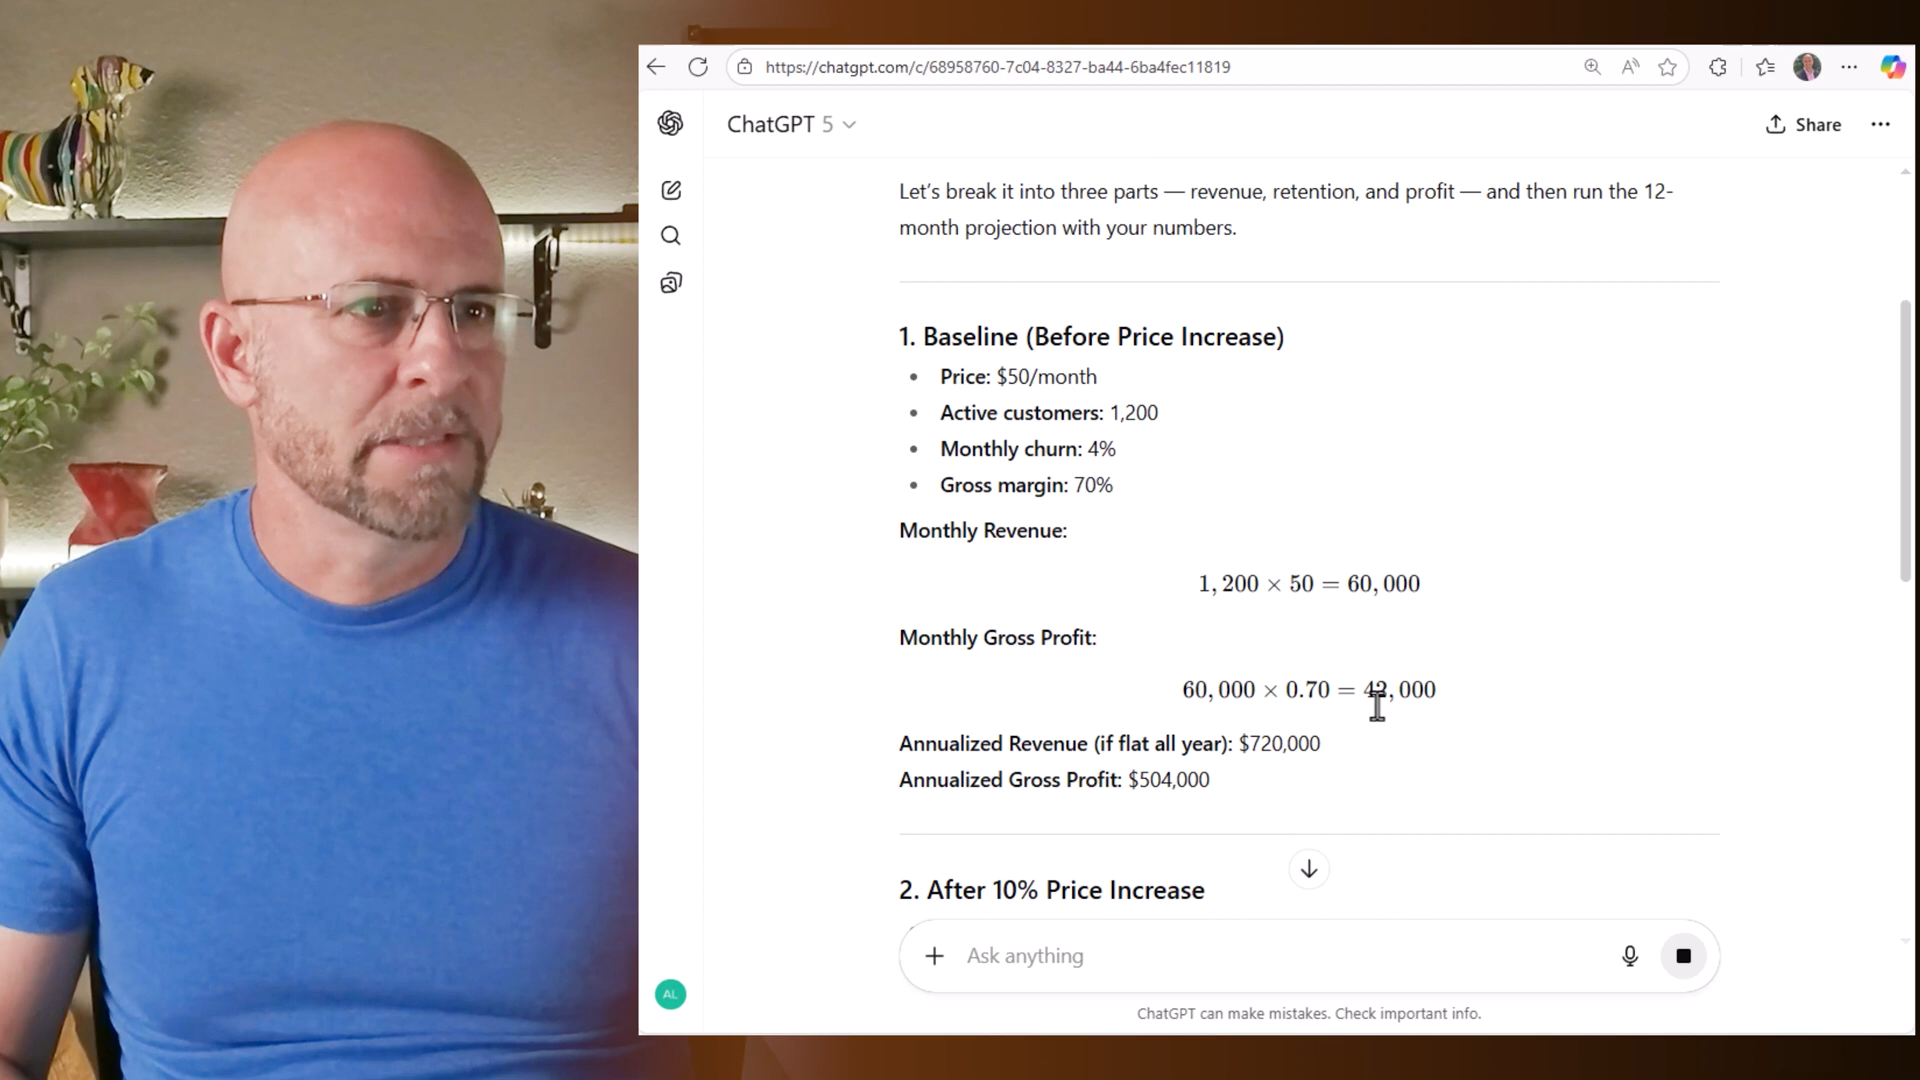 https://chatgpt.com/c/68958760-7c04-8327-ba44-6ba4fec11819
ChatGPT 5
Share
Let’s break it into three parts — revenue, retention, and profit — and then run the 12-
month projection with your numbers.
1. Baseline (Before Price Increase)
• Price: $50/month
• Active customers: 1,200
• Monthly churn: 4%
• Gross margin: 70%
Monthly Revenue:
1,200 × 50 = 60,000
Monthly Gross Profit:
60,000 × 0.70 = 42,000
Annualized Revenue (if flat all year): $720,000
Annualized Gross Profit: $504,000
2. After 10% Price Increase
Ask anything
AL
ChatGPT can make mistakes. Check important info.